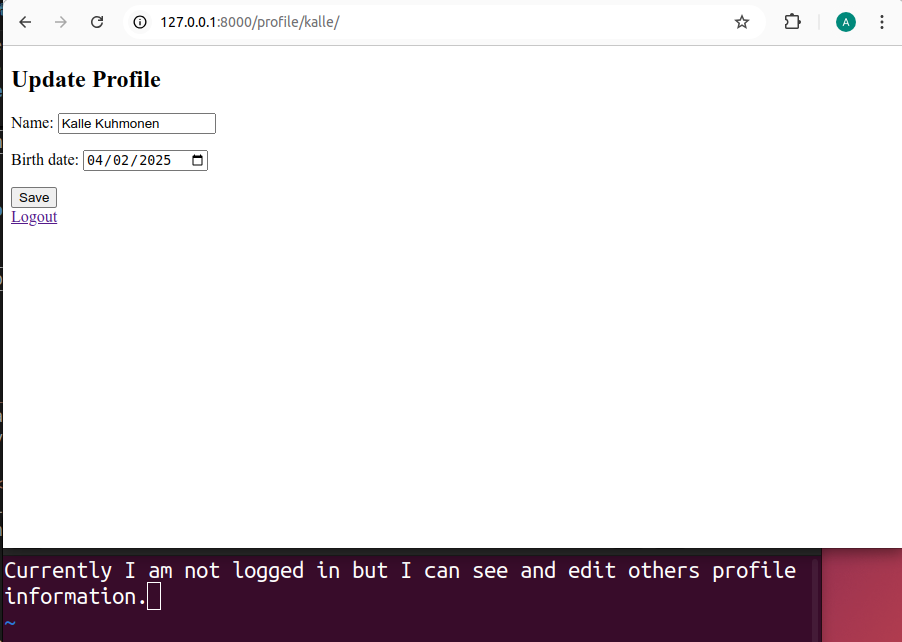 127.0.0.1:8000/profile/kalle/
A
Update Profile
Name: Kalle Kuhmonen
Birth date: 04/02/2025
Save
Logout
Currently I am not logged in but I can see and edit others profile
information.
~